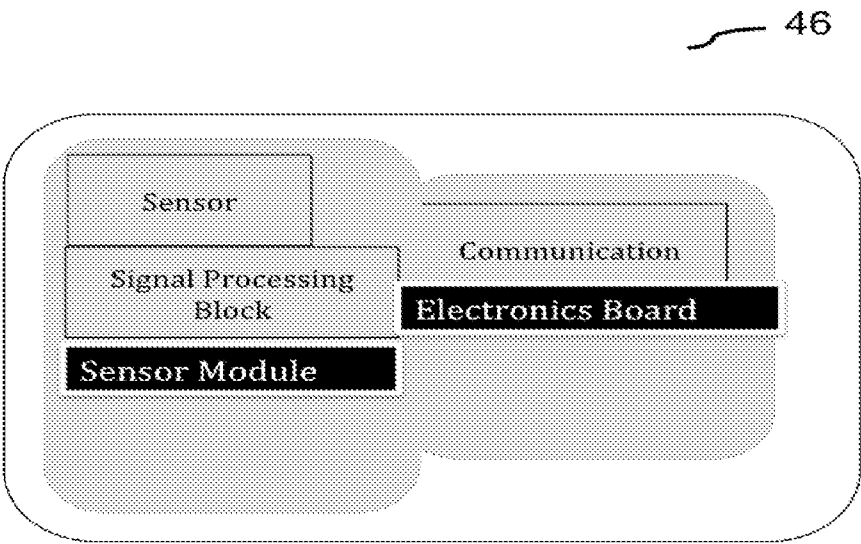 46
Sensor
Signal Processing
Block
Sensor Module
Communication
Electronics Board